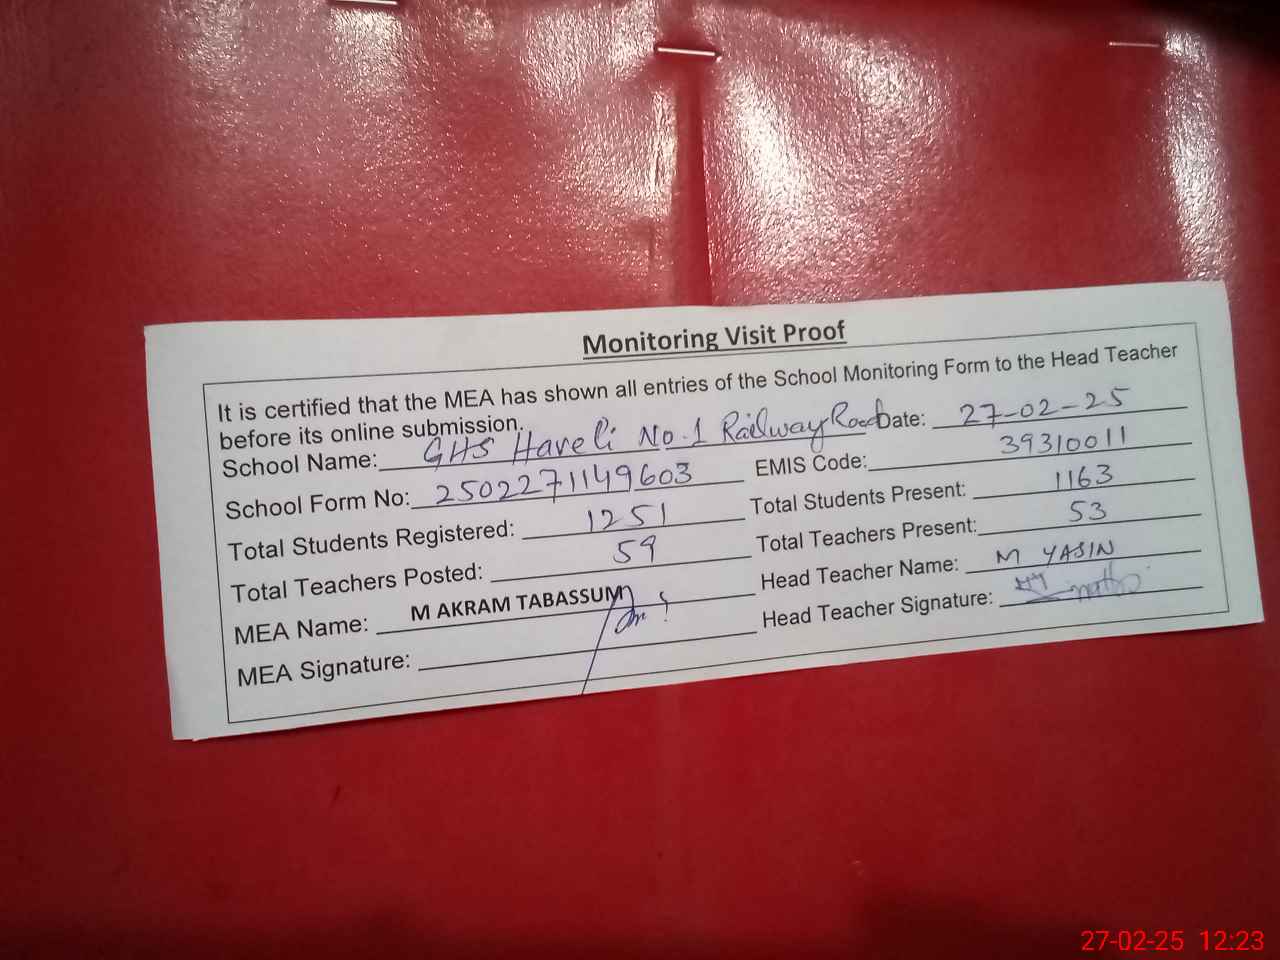 Monitoring Visit Proof
It is certified that the MEA has shown all entries of the School Monitoring Form to the Head Teacher
before its online submission.
School Name: GHS Haveli No.1 Railway Road Date: 27-02-25
School Form No: 2502271149603 EMIS Code: 39310011
Total Students Registered: 1251 Total Students Present: 1163
Total Teachers Posted: 59 Total Teachers Present: 53
MEA Name: M AKRAM TABASSUM Head Teacher Name: M YASIN
MEA Signature: Head Teacher Signature:
27-02-25 12:23